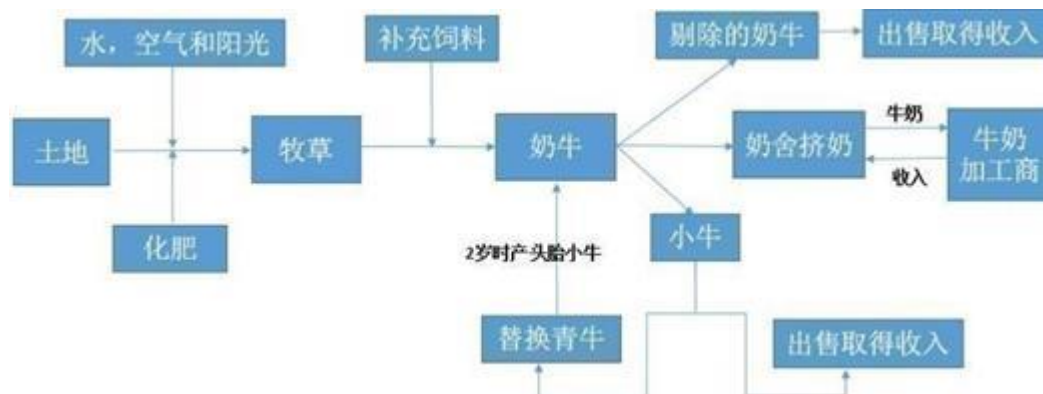 水，空气和阳光
补充饲料
剔除的奶牛
出售取得收入
土地
牧草
奶牛
奶舍挤奶
牛奶
收入
牛奶
加工商
化肥
2岁时产头胎小牛
小牛
替换青牛
出售取得收入